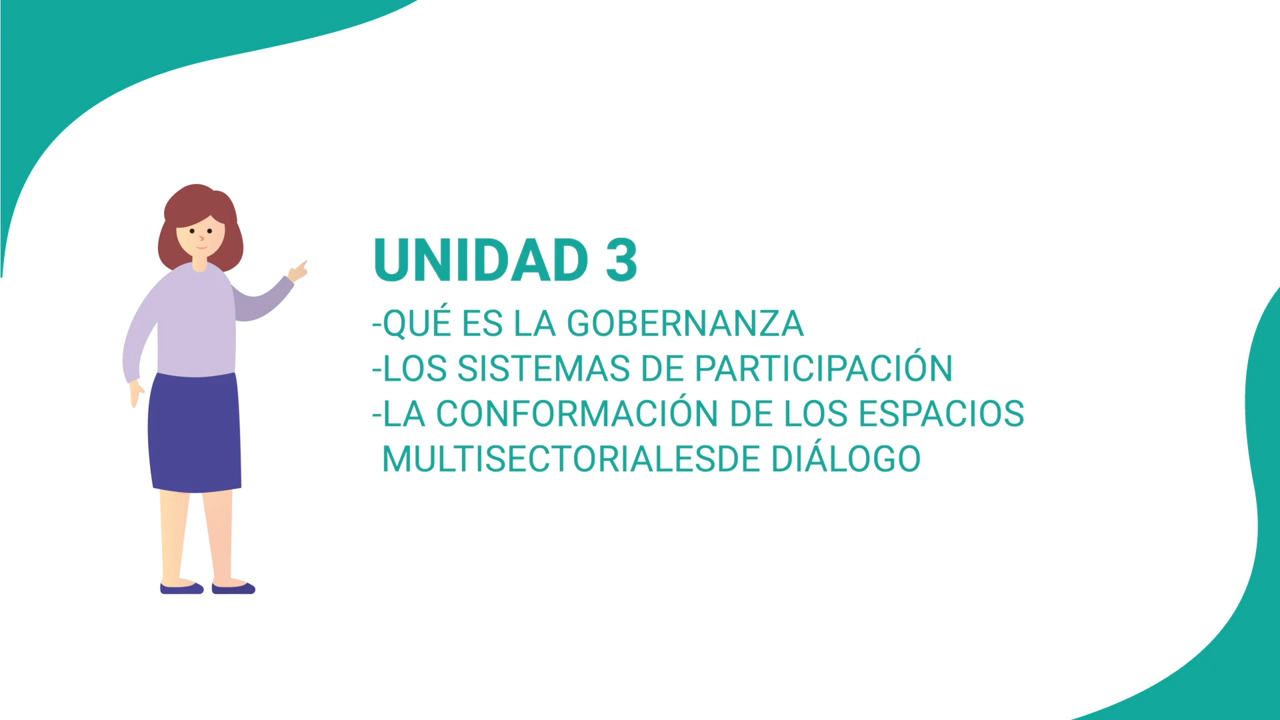 UNIDAD 3
-QUÉ ES LA GOBERNANZA
-LOS SISTEMAS DE PARTICIPACIÓN
-LA CONFORMACIÓN DE LOS ESPACIOS
MULTISECTORIALESDE DIÁLOGO